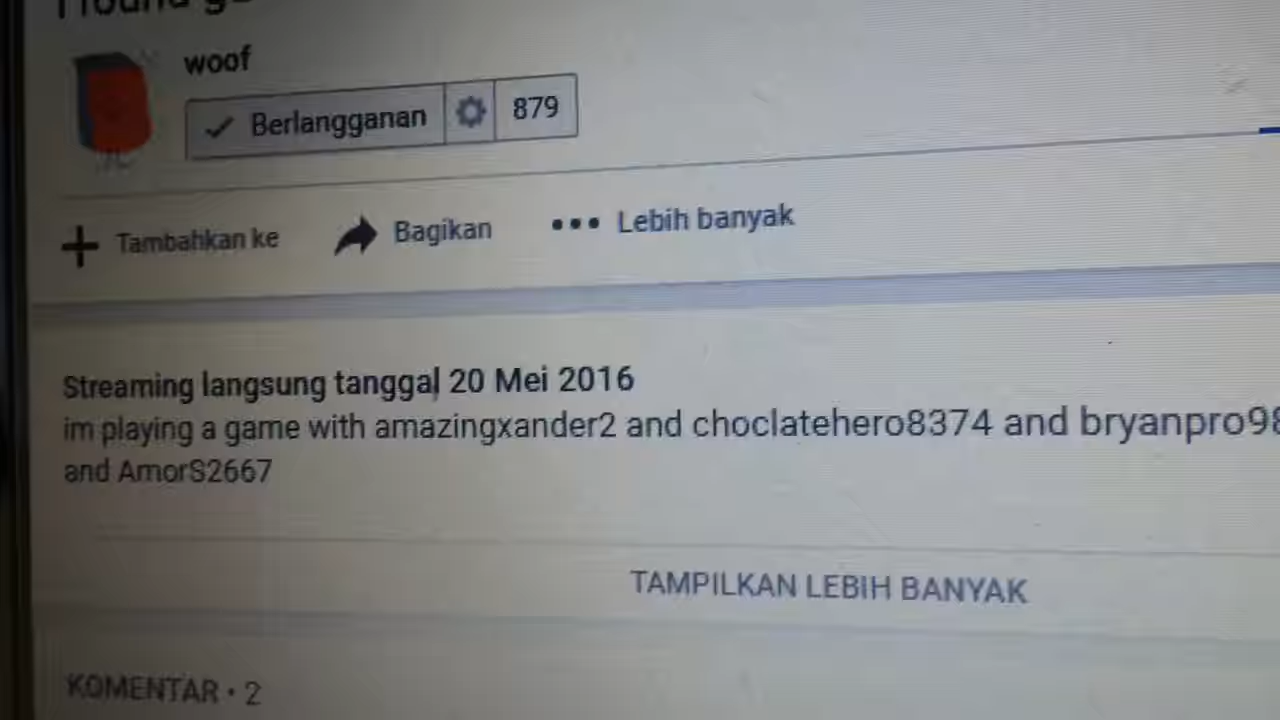 woof
Berlangganan 879
Tambahkan ke Bagikan Lebih banyak
Streaming langsung tanggal 20 Mei 2016
im playing a game with amazingxander2 and choclatehero8374 and bryanpro98
and AmorS2667
TAMPILKAN LEBIH BANYAK
KOMENTAR • 2